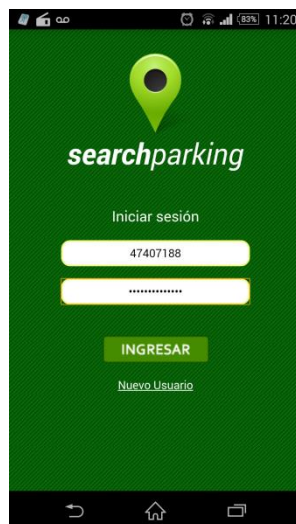 83% 11:20
searchparking
Iniciar sesión
47407188
••••••••••••••
INGRESAR
Nuevo Usuario